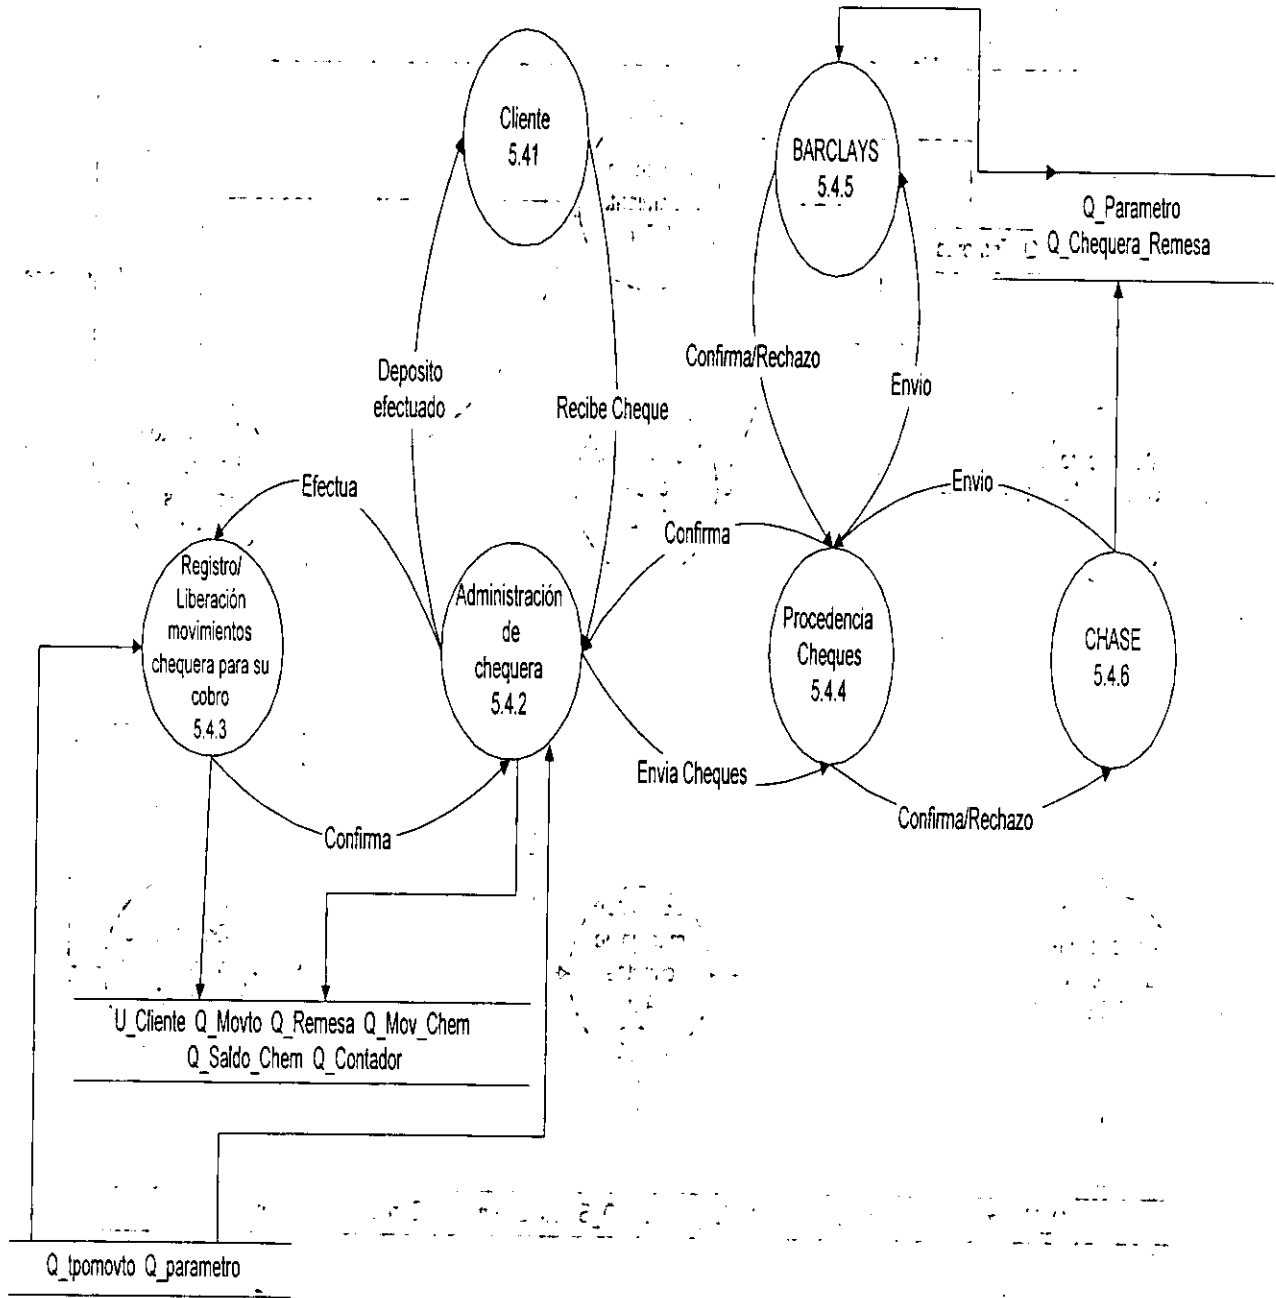 Cliente
5.41
BARCLAYS
5.4.5
Q_Parametro
Q_Chequera_Remesa
Confirma/Rechazo
Envio
Deposito
efectuado
Recibe Cheque
Efectua
Confirma
Envio
Registro/
Liberación
movimientos
chequera para su
cobro
5.4.3
Administración
de
chequera
5.4.2
Procedencia
Cheques
5.4.4
CHASE
5.4.6
Envia Cheques
Confirma/Rechazo
Confirma
U_Cliente Q_Movto Q_Remesa Q_Mov_Chem
Q_Saldo_Chem Q_Contador
Q_tpomovto Q_parametro